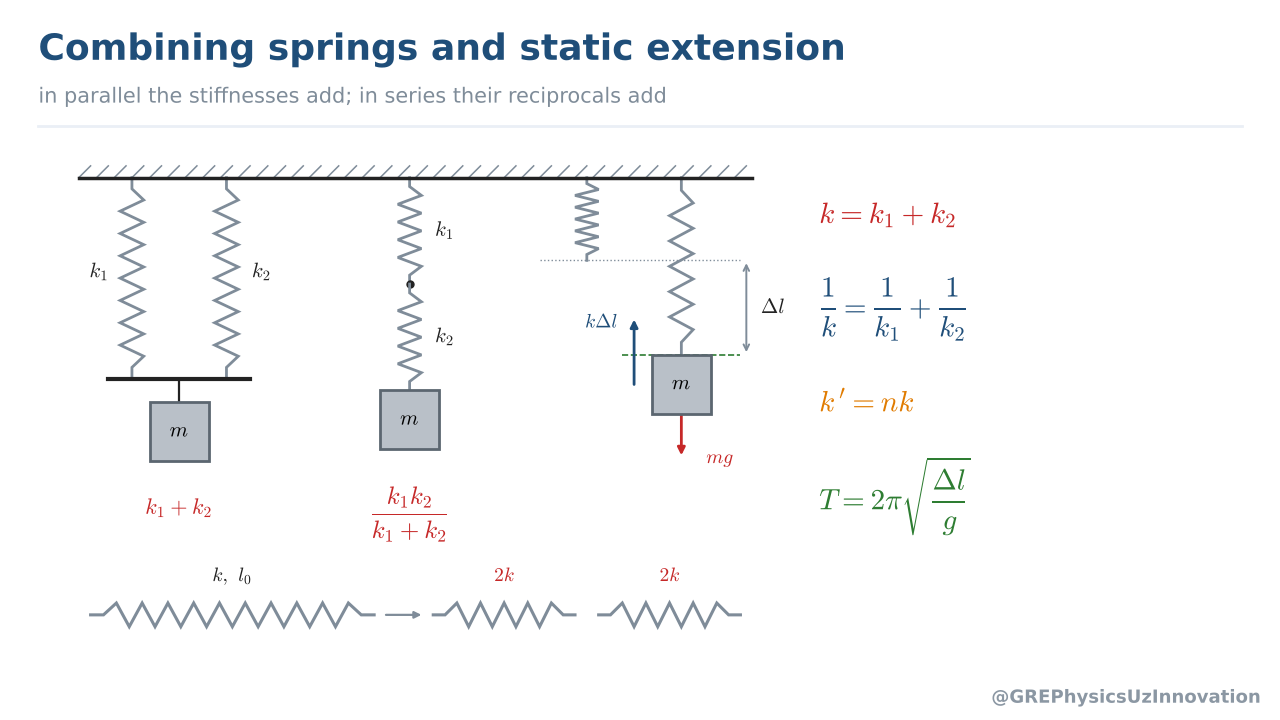 Combining springs and static extension
in parallel the stiffnesses add; in series their reciprocals add
k₁
k₂
m
k₁ + k₂
k₁
k₂
m
k₁k₂
k₁ + k₂
kΔl
Δl
m
mg
k = k₁ + k₂
1/k = 1/k₁ + 1/k₂
k′ = nk
T = 2π√(Δl/g)
k, l₀
2k
2k
@GREPhysicsUzInnovation